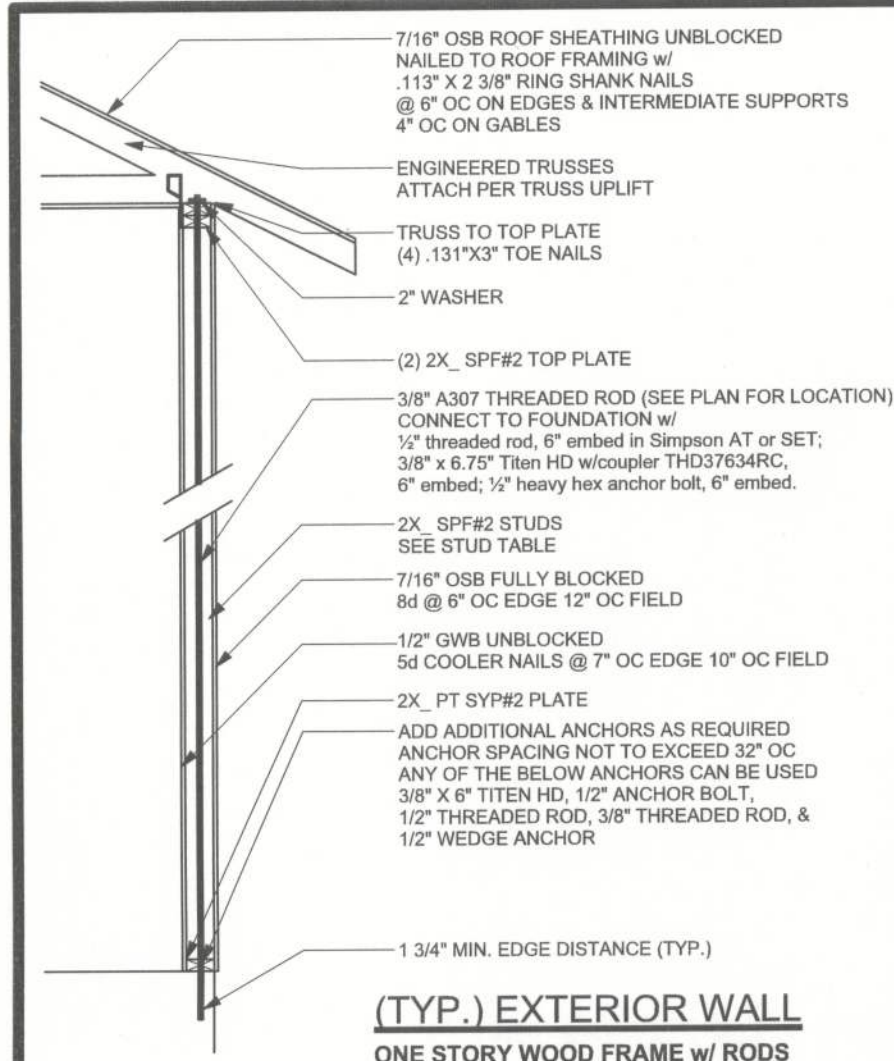 7/16" OSB ROOF SHEATHING UNBLOCKED
NAILED TO ROOF FRAMING w/
.113" X 2 3/8" RING SHANK NAILS
@ 6" OC ON EDGES & INTERMEDIATE SUPPORTS
4" OC ON GABLES
ENGINEERED TRUSSES
ATTACH PER TRUSS UPLIFT
TRUSS TO TOP PLATE
(4) .131"X3" TOE NAILS
2" WASHER
(2) 2X_ SPF#2 TOP PLATE
3/8" A307 THREADED ROD (SEE PLAN FOR LOCATION)
CONNECT TO FOUNDATION w/
½" threaded rod, 6" embed in Simpson AT or SET;
3/8" x 6.75" Titen HD w/coupler THD37634RC,
6" embed; ½" heavy hex anchor bolt, 6" embed.
2X_ SPF#2 STUDS
SEE STUD TABLE
7/16" OSB FULLY BLOCKED
8d @ 6" OC EDGE 12" OC FIELD
1/2" GWB UNBLOCKED
5d COOLER NAILS @ 7" OC EDGE 10" OC FIELD
2X_ PT SYP#2 PLATE
ADD ADDITIONAL ANCHORS AS REQUIRED
ANCHOR SPACING NOT TO EXCEED 32" OC
ANY OF THE BELOW ANCHORS CAN BE USED
3/8" X 6" TITEN HD, 1/2" ANCHOR BOLT,
1/2" THREADED ROD, 3/8" THREADED ROD, &
1/2" WEDGE ANCHOR
1 3/4" MIN. EDGE DISTANCE (TYP.)
(TYP.) EXTERIOR WALL
ONE STORY WOOD FRAME w/ RODS